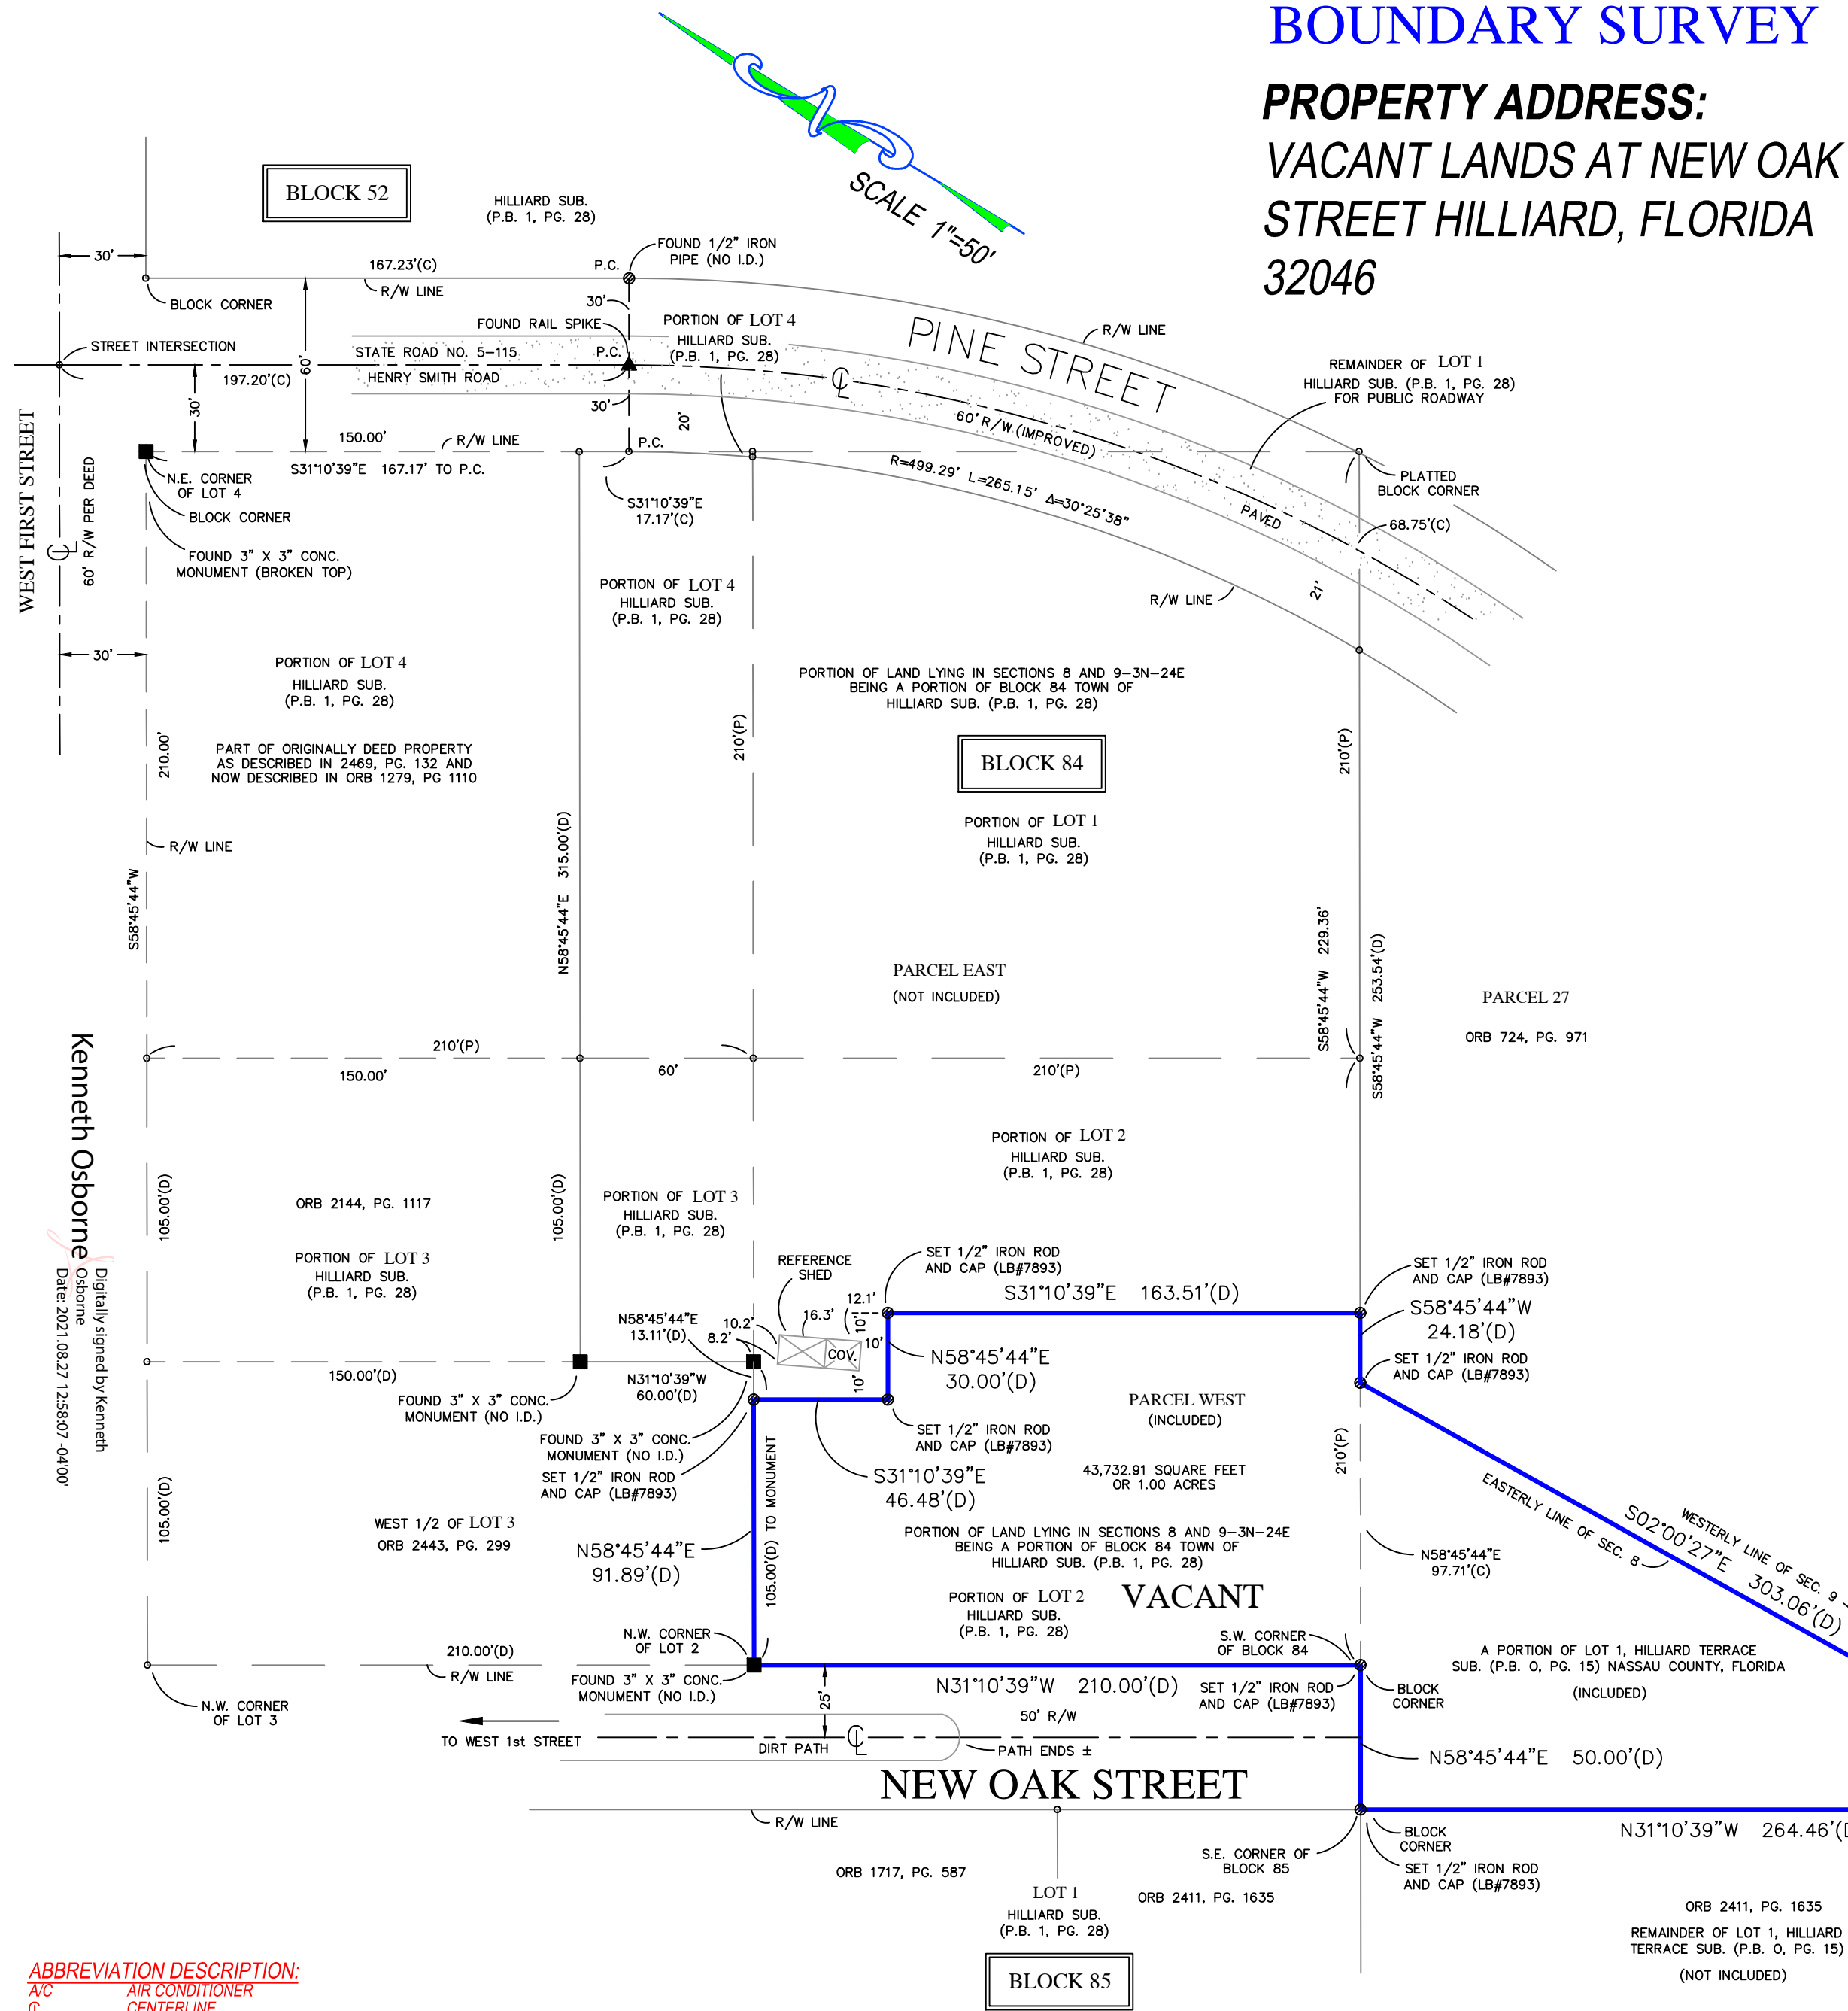 BOUNDARY SURVEY
PROPERTY ADDRESS:
VACANT LANDS AT NEW OAK
STREET HILLIARD, FLORIDA
32046
SCALE 1"=50'
BLOCK 52
HILLIARD SUB.
(P.B. 1, PG. 28)
30'
167.23'(C)
P.C.
FOUND 1/2" IRON
PIPE (NO I.D.)
R/W LINE
BLOCK CORNER
30'
FOUND RAIL SPIKE
PORTION OF LOT 4
HILLIARD SUB.
(P.B. 1, PG. 28)
PINE STREET
R/W LINE
STREET INTERSECTION
60'
STATE ROAD NO. 5-115
P.C.
REMAINDER OF LOT 1
HILLIARD SUB. (P.B. 1, PG. 28)
FOR PUBLIC ROADWAY
197.20'(C)
HENRY SMITH ROAD
℄
30'
30'
20'
60' R/W (IMPROVED)
150.00'
R/W LINE
P.C.
S31°10'39"E 167.17' TO P.C.
R=499.29' L=265.15' Δ=30°25'38"
PLATTED
BLOCK CORNER
N.E. CORNER
OF LOT 4
BLOCK CORNER
S31°10'39"E
17.17'(C)
PAVED
68.75'(C)
WEST FIRST STREET
℄
60' R/W PER DEED
FOUND 3" X 3" CONC.
MONUMENT (BROKEN TOP)
PORTION OF LOT 4
HILLIARD SUB.
(P.B. 1, PG. 28)
R/W LINE
21'
30'
PORTION OF LOT 4
HILLIARD SUB.
(P.B. 1, PG. 28)
PORTION OF LAND LYING IN SECTIONS 8 AND 9-3N-24E
BEING A PORTION OF BLOCK 84 TOWN OF
HILLIARD SUB. (P.B. 1, PG. 28)
210.00'
PART OF ORIGINALLY DEED PROPERTY
AS DESCRIBED IN 2469, PG. 132 AND
NOW DESCRIBED IN ORB 1279, PG 1110
210'(P)
BLOCK 84
210'(P)
PORTION OF LOT 1
HILLIARD SUB.
(P.B. 1, PG. 28)
R/W LINE
S58°45'44"W
N58°45'44"E 315.00'(D)
S58°45'44"W 229.36'
S58°45'44"W 253.54'(D)
PARCEL EAST
(NOT INCLUDED)
PARCEL 27
ORB 724, PG. 971
210'(P)
150.00'
60'
210'(P)
Kenneth Osborne
Digitally signed by Kenneth
Osborne
Date: 2021.08.27 12:58:07 -04'00'
PORTION OF LOT 2
HILLIARD SUB.
(P.B. 1, PG. 28)
105.00'(D)
ORB 2144, PG. 1117
105.00'(D)
PORTION OF LOT 3
HILLIARD SUB.
(P.B. 1, PG. 28)
PORTION OF LOT 3
HILLIARD SUB.
(P.B. 1, PG. 28)
REFERENCE
SHED
SET 1/2" IRON ROD
AND CAP (LB#7893)
SET 1/2" IRON ROD
AND CAP (LB#7893)
S31°10'39"E 163.51'(D)
12.1'
16.3'
10'
10.2'
8.2'
10'
COV.
10'
N58°45'44"E
13.11'(D)
S58°45'44"W
24.18'(D)
N58°45'44"E
30.00'(D)
SET 1/2" IRON ROD
AND CAP (LB#7893)
150.00'(D)
N31°10'39"W
60.00'(D)
FOUND 3" X 3" CONC.
MONUMENT (NO I.D.)
PARCEL WEST
(INCLUDED)
SET 1/2" IRON ROD
AND CAP (LB#7893)
FOUND 3" X 3" CONC.
MONUMENT (NO I.D.)
SET 1/2" IRON ROD
AND CAP (LB#7893)
S31°10'39"E
46.48'(D)
43,732.91 SQUARE FEET
OR 1.00 ACRES
210'(P)
105.00'(D)
105.00'(D) TO MONUMENT
EASTERLY LINE OF SEC. 8
S02°00'27"E 303.06'(D)
WESTERLY LINE OF SEC. 9
WEST 1/2 OF LOT 3
ORB 2443, PG. 299
N58°45'44"E
91.89'(D)
PORTION OF LAND LYING IN SECTIONS 8 AND 9-3N-24E
BEING A PORTION OF BLOCK 84 TOWN OF
HILLIARD SUB. (P.B. 1, PG. 28)
N58°45'44"E
97.71'(C)
PORTION OF LOT 2
HILLIARD SUB.
(P.B. 1, PG. 28)
VACANT
N.W. CORNER
OF LOT 2
S.W. CORNER
OF BLOCK 84
210.00'(D)
R/W LINE
FOUND 3" X 3" CONC.
MONUMENT (NO I.D.)
A PORTION OF LOT 1, HILLIARD TERRACE
SUB. (P.B. O, PG. 15) NASSAU COUNTY, FLORIDA
(INCLUDED)
N.W. CORNER
OF LOT 3
25'
N31°10'39"W 210.00'(D)
SET 1/2" IRON ROD
AND CAP (LB#7893)
BLOCK
CORNER
50' R/W
TO WEST 1st STREET
DIRT PATH
℄
PATH ENDS ±
N58°45'44"E 50.00'(D)
NEW OAK STREET
R/W LINE
N31°10'39"W 264.46'(D
BLOCK
CORNER
S.E. CORNER OF
BLOCK 85
SET 1/2" IRON ROD
AND CAP (LB#7893)
ORB 1717, PG. 587
LOT 1
HILLIARD SUB.
(P.B. 1, PG. 28)
ORB 2411, PG. 1635
ORB 2411, PG. 1635
REMAINDER OF LOT 1, HILLIARD
TERRACE SUB. (P.B. O, PG. 15)
(NOT INCLUDED)
BLOCK 85
ABBREVIATION DESCRIPTION:
A/C AIR CONDITIONER
℄ CENTERLINE